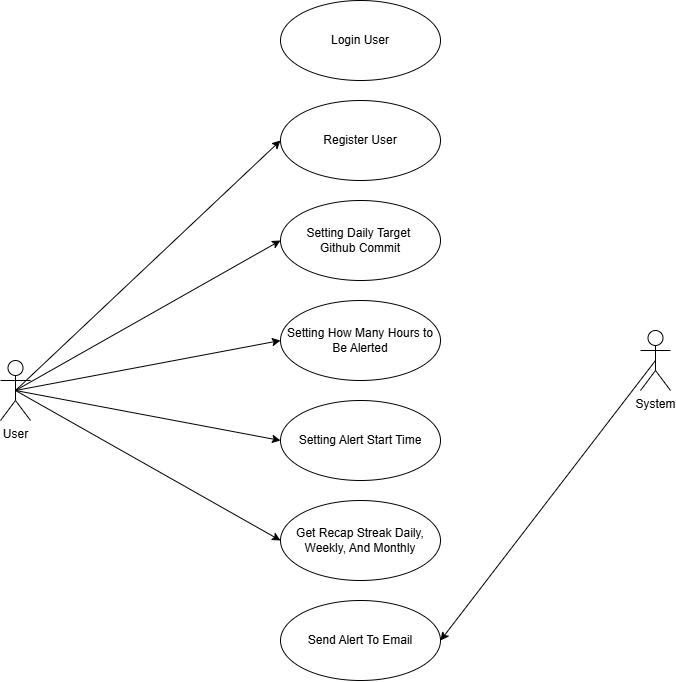 Login User
Register User
Setting Daily Target
Github Commit
Setting How Many Hours to
Be Alerted
User
System
Setting Alert Start Time
Get Recap Streak Daily,
Weekly, And Monthly
Send Alert To Email